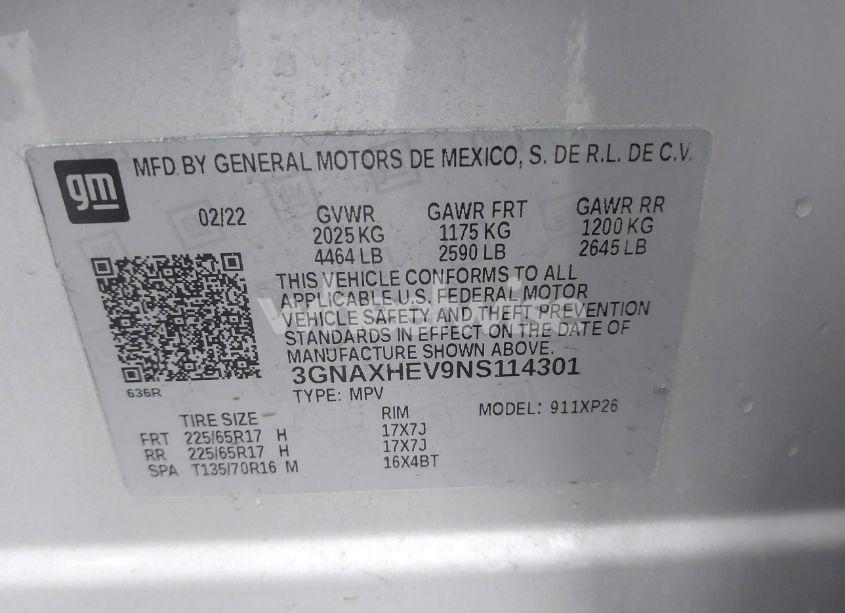 gm
MFD. BY GENERAL MOTORS DE MEXICO, S. DE R.L. DE C.V.
02/22 GVWR GAWR FRT GAWR RR
2025 KG 1175 KG 1200 KG
4464 LB 2590 LB 2645 LB
THIS VEHICLE CONFORMS TO ALL
APPLICABLE U.S. FEDERAL MOTOR
VEHICLE SAFETY AND THEFT PREVENTION
STANDARDS IN EFFECT ON THE DATE OF
MANUFACTURE SHOWN ABOVE.
3GNAXHEV9NS114301
636R
TYPE: MPV MODEL: 911XP26
TIRE SIZE RIM
FRT 225/65R17 H 17X7J
RR 225/65R17 H 17X7J
SPA T135/70R16 M 16X4BT